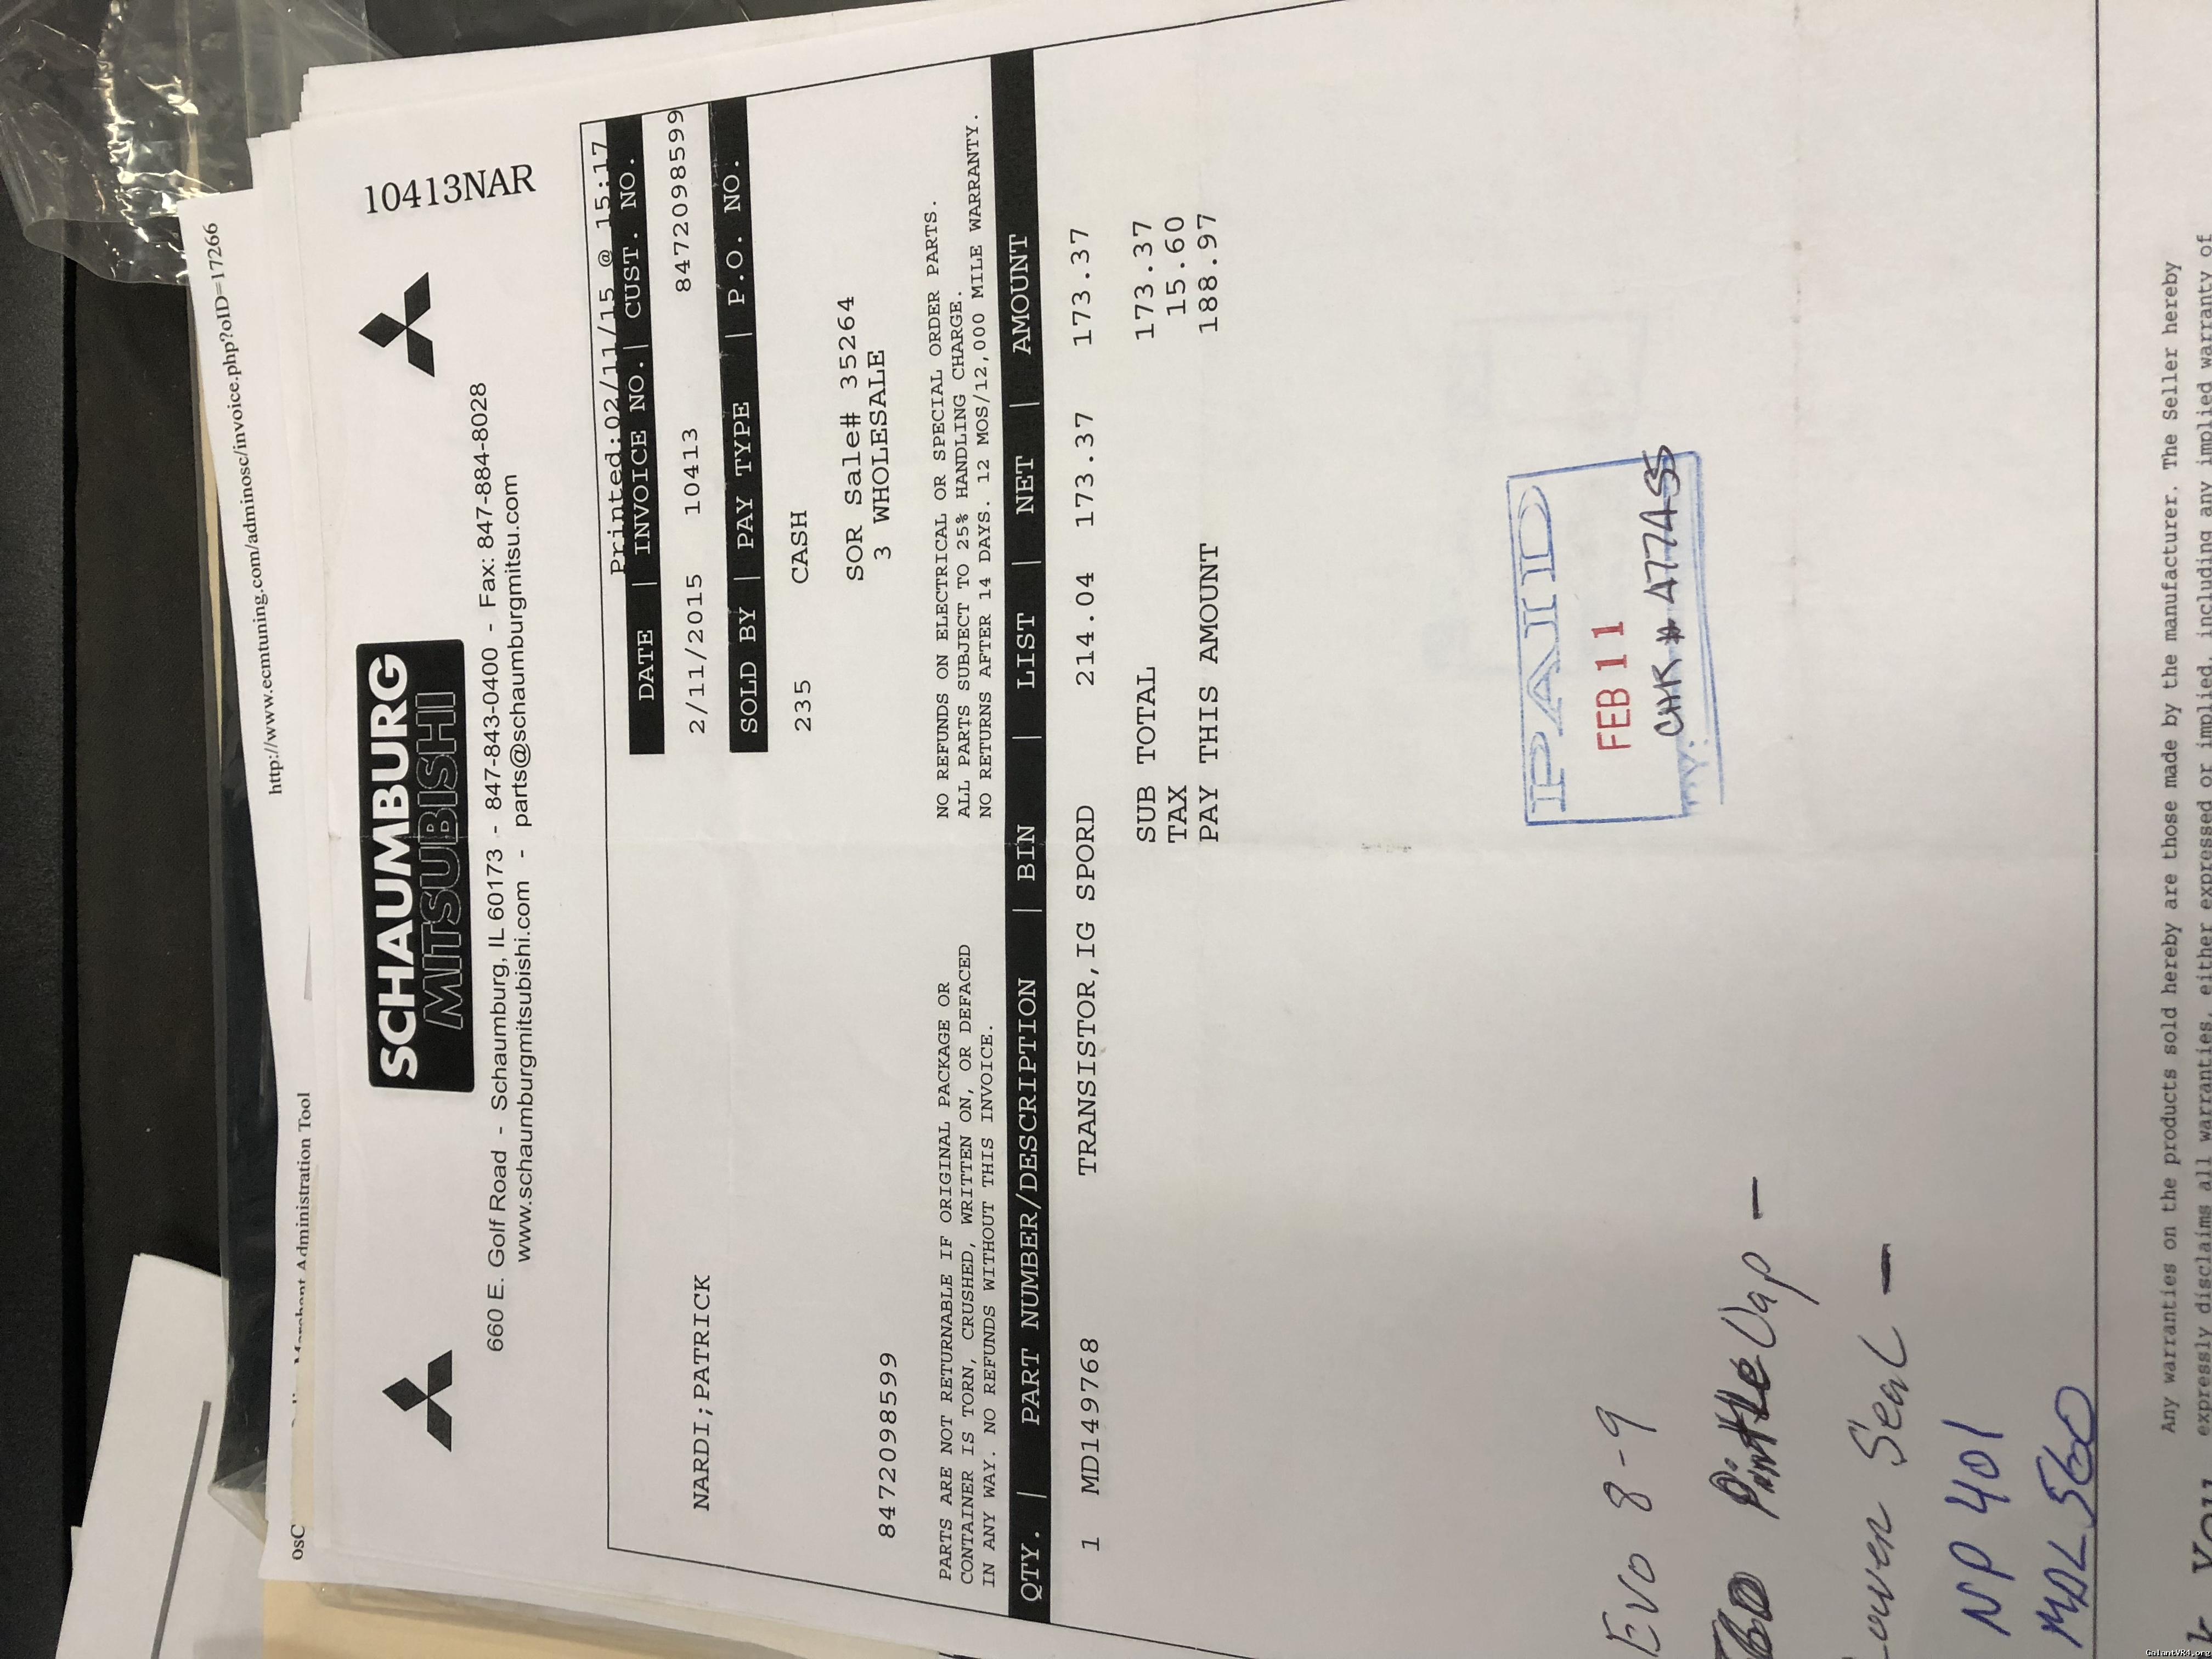 http://www.ecmtuning.com/adminosc/invoice.php?oID=17266
Merchant Administration Tool
10413NAR
SCHAUMBURG
MITSUBISHI
660 E. Golf Road - Schaumburg, IL 60173 - 847-843-0400 - Fax: 847-884-8028
www.schaumburgmitsubishi.com - parts@schaumburgmitsu.com
Printed:02/11/15 @ 15:17
DATE | INVOICE NO. | CUST. NO.
2/11/2015 10413 8472098599
NARDI;PATRICK
SOLD BY | PAY TYPE | P.O. NO.
235 CASH
SOR Sale# 35264
3 WHOLESALE
8472098599
PARTS ARE NOT RETURNABLE IF ORIGINAL PACKAGE OR
CONTAINER IS TORN, CRUSHED, WRITTEN ON, OR DEFACED
IN ANY WAY. NO REFUNDS WITHOUT THIS INVOICE.
NO REFUNDS ON ELECTRICAL OR SPECIAL ORDER PARTS.
ALL PARTS SUBJECT TO 25% HANDLING CHARGE.
NO RETURNS AFTER 14 DAYS. 12 MOS/12,000 MILE WARRANTY.
QTY. | PART NUMBER/DESCRIPTION | BIN | LIST | NET | AMOUNT
1 MD149768 TRANSISTOR,IG SPORD 214.04 173.37 173.37
SUB TOTAL 173.37
TAX 15.60
PAY THIS AMOUNT 188.97
PAID
FEB 11
CHK # A774SS
Evo 8-9
Pintle Cap -
Lower Seal -
NP 401
MDL 560
Any warranties on the products sold hereby are those made by the manufacturer. The Seller hereby
expressly disclaims all warranties, either expressed or implied, including any implied warranty of
GalantVR4.org